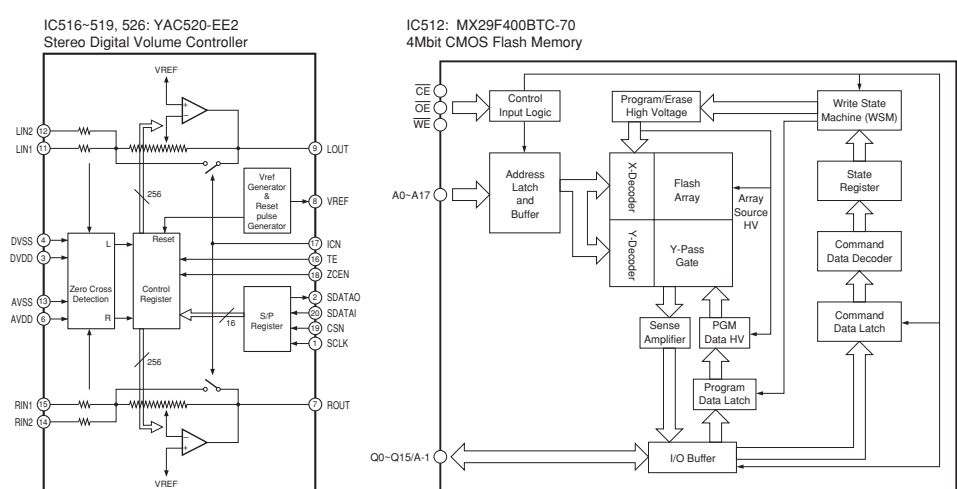 IC516~519, 526: YAC520-EE2
Stereo Digital Volume Controller
VREF
LIN2 12
LIN1 11
9 LOUT
256
Vref
Generator
&
Reset
pulse
Generator
8 VREF
DVSS 4
DVDD 3
AVSS 13
AVDD 6
L
Zero Cross
Detection
R
Reset
Control
Register
17 ICN
16 TE
18 ZCEN
16
S/P
Register
2 SDATAO
20 SDATAI
19 CSN
1 SCLK
256
RIN1 15
RIN2 14
7 ROUT
VREF
IC512: MX29F400BTC-70
4Mbit CMOS Flash Memory
CE
OE
WE
Control
Input Logic
Program/Erase
High Voltage
Write State
Machine (WSM)
A0~A17
Address
Latch
and
Buffer
X-Decoder
Flash
Array
Y-Decoder
Y-Pass
Gate
Array
Source
HV
State
Register
Command
Data Decoder
Sense
Amplifier
PGM
Data HV
Command
Data Latch
Program
Data Latch
Q0~Q15/A-1
I/O Buffer